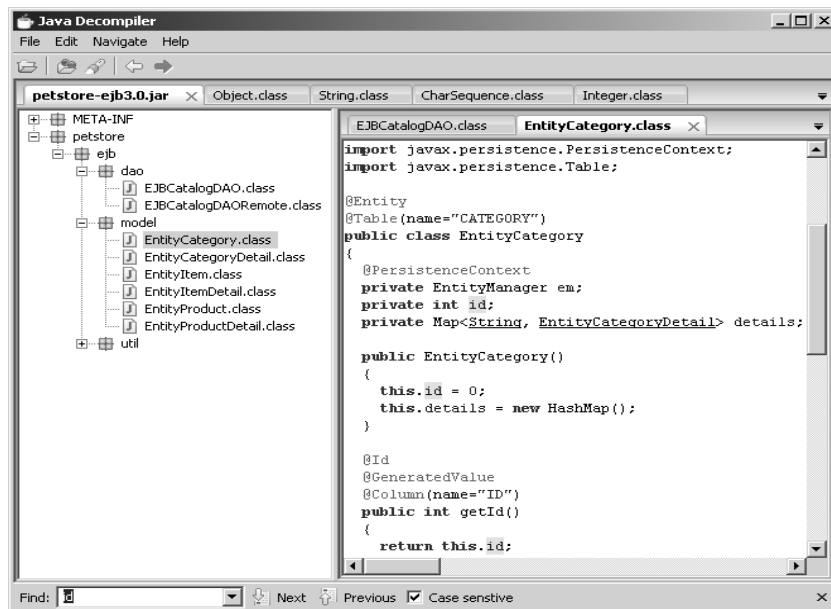 Java Decompiler
File Edit Navigate Help
petstore-ejb3.0.jar Object.class String.class CharSequence.class Integer.class
META-INF
petstore
ejb
dao
EJBCatalogDAO.class
EJBCatalogDAORemote.class
model
EntityCategory.class
EntityCategoryDetail.class
EntityItem.class
EntityItemDetail.class
EntityProduct.class
EntityProductDetail.class
util
EJBCatalogDAO.class EntityCategory.class
import javax.persistence.PersistenceContext;
import javax.persistence.Table;
@Entity
@Table(name="CATEGORY")
public class EntityCategory
{
@PersistenceContext
private EntityManager em;
private int id;
private Map<String, EntityCategoryDetail> details;
public EntityCategory()
{
this.id = 0;
this.details = new HashMap();
}
@Id
@GeneratedValue
@Column(name="ID")
public int getId()
{
return this.id;
Find: id Next Previous Case senstive